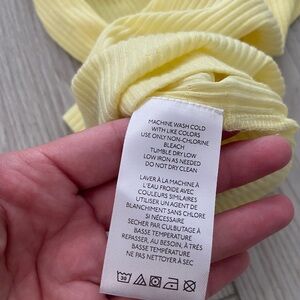 MACHINE WASH COLD
WITH LIKE COLORS
USE ONLY NON-CHLORINE
BLEACH
TUMBLE DRY LOW
LOW IRON AS NEEDED
DO NOT DRY CLEAN
LAVER À LA MACHINE À
L'EAU FROIDE AVEC
COULEURS SIMILAIRES
UTILISER UN AGENT DE
BLANCHIMENT SANS CHLORE
SI NÉCESSAIRE
SECHER PAR CULBUTAGE À
BASSE TEMPÉRATURE
REPASSER, AU BESOIN, À TRÈS
BASSE TEMPÉRATURE
NE PAS NETTOYER À SEC
30